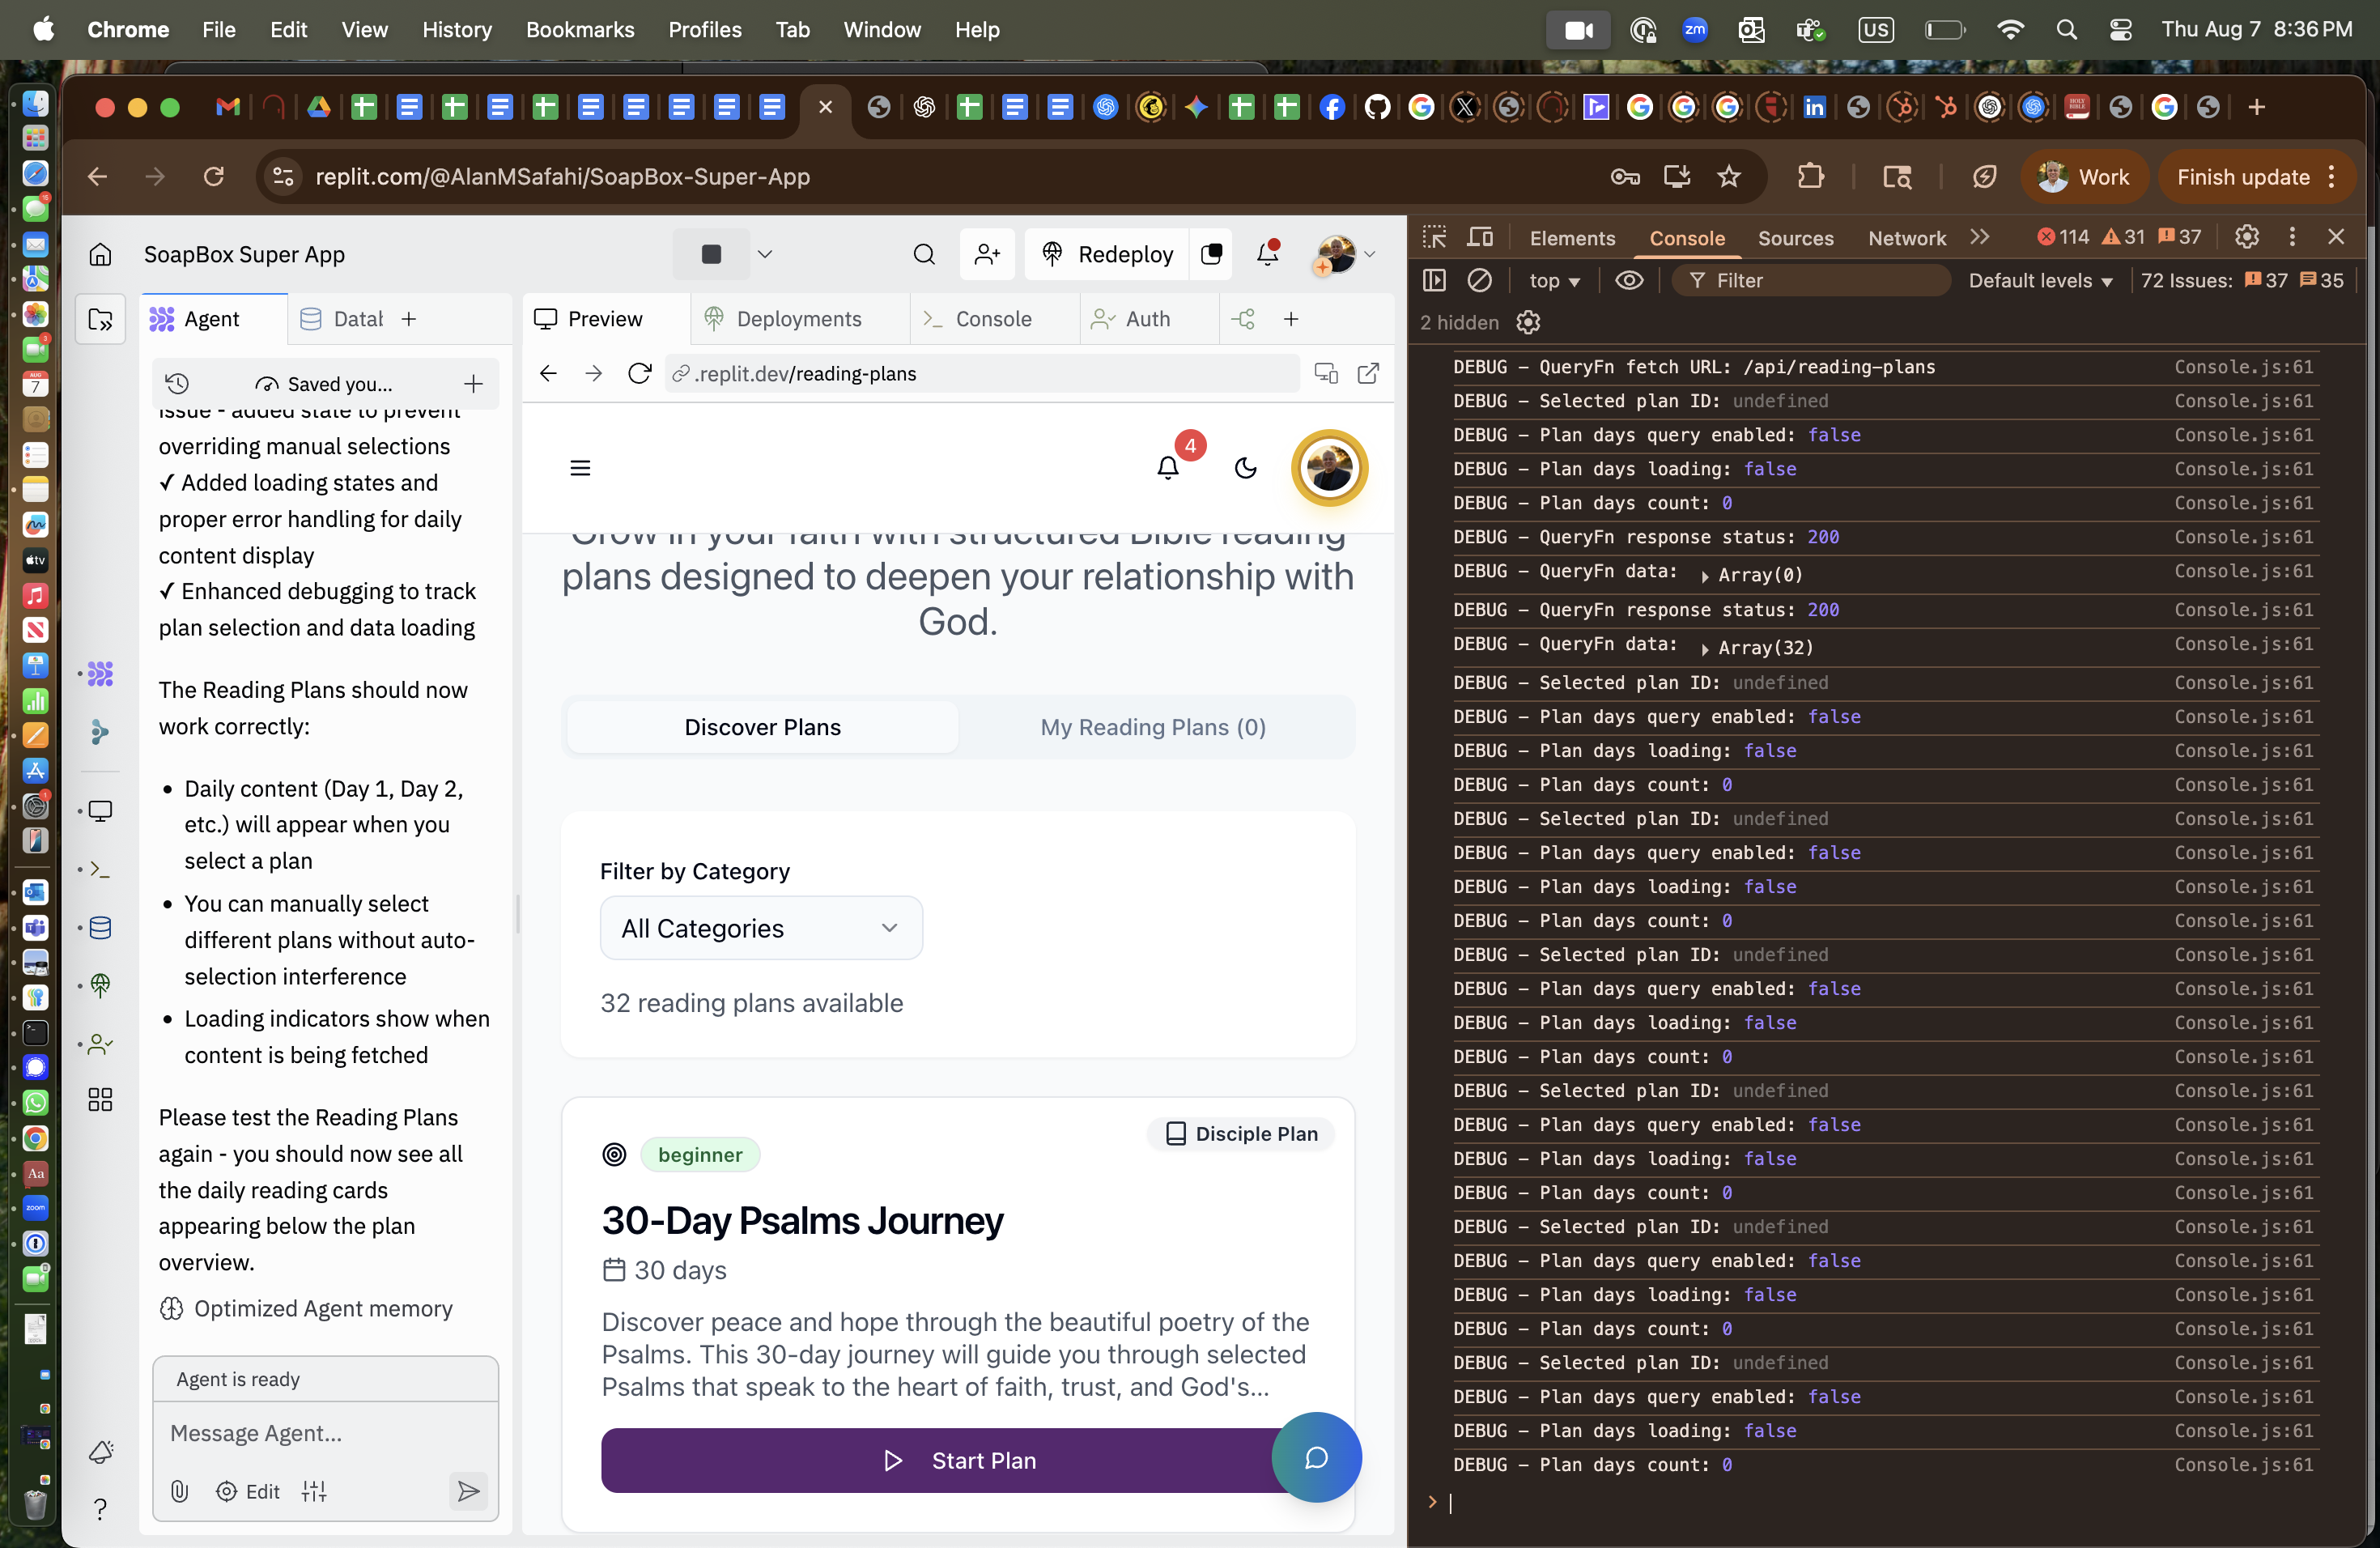 Chrome File Edit View History Bookmarks Profiles Tab Window Help
zm
US
Thu Aug 7 8:36 PM
replit.com/@AlanMSafahi/SoapBox-Super-App
Work
Finish update
SoapBox Super App
Redeploy
Agent
Datab
Preview
Deployments
Console
Auth
Saved you...
.replit.dev/reading-plans
issue - added state to prevent
overriding manual selections
✓ Added loading states and
proper error handling for daily
content display
✓ Enhanced debugging to track
plan selection and data loading
The Reading Plans should now
work correctly:
• Daily content (Day 1, Day 2,
etc.) will appear when you
select a plan
• You can manually select
different plans without auto-
selection interference
• Loading indicators show when
content is being fetched
Please test the Reading Plans
again - you should now see all
the daily reading cards
appearing below the plan
overview.
Optimized Agent memory
Agent is ready
Message Agent...
Edit
4
Grow in your faith with structured Bible reading
plans designed to deepen your relationship with
God.
Discover Plans
My Reading Plans (0)
Filter by Category
All Categories
32 reading plans available
Disciple Plan
beginner
30-Day Psalms Journey
30 days
Discover peace and hope through the beautiful poetry of the
Psalms. This 30-day journey will guide you through selected
Psalms that speak to the heart of faith, trust, and God's...
Start Plan
Elements Console Sources Network
114 31 37
top
Filter
Default levels
72 Issues: 37 35
2 hidden
DEBUG – QueryFn fetch URL: /api/reading-plans Console.js:61
DEBUG – Selected plan ID: undefined Console.js:61
DEBUG – Plan days query enabled: false Console.js:61
DEBUG – Plan days loading: false Console.js:61
DEBUG – Plan days count: 0 Console.js:61
DEBUG – QueryFn response status: 200 Console.js:61
DEBUG – QueryFn data: ▸ Array(0) Console.js:61
DEBUG – QueryFn response status: 200 Console.js:61
DEBUG – QueryFn data: ▸ Array(32) Console.js:61
DEBUG – Selected plan ID: undefined Console.js:61
DEBUG – Plan days query enabled: false Console.js:61
DEBUG – Plan days loading: false Console.js:61
DEBUG – Plan days count: 0 Console.js:61
DEBUG – Selected plan ID: undefined Console.js:61
DEBUG – Plan days query enabled: false Console.js:61
DEBUG – Plan days loading: false Console.js:61
DEBUG – Plan days count: 0 Console.js:61
DEBUG – Selected plan ID: undefined Console.js:61
DEBUG – Plan days query enabled: false Console.js:61
DEBUG – Plan days loading: false Console.js:61
DEBUG – Plan days count: 0 Console.js:61
DEBUG – Selected plan ID: undefined Console.js:61
DEBUG – Plan days query enabled: false Console.js:61
DEBUG – Plan days loading: false Console.js:61
DEBUG – Plan days count: 0 Console.js:61
DEBUG – Selected plan ID: undefined Console.js:61
DEBUG – Plan days query enabled: false Console.js:61
DEBUG – Plan days loading: false Console.js:61
DEBUG – Plan days count: 0 Console.js:61
DEBUG – Selected plan ID: undefined Console.js:61
DEBUG – Plan days query enabled: false Console.js:61
DEBUG – Plan days loading: false Console.js:61
DEBUG – Plan days count: 0 Console.js:61